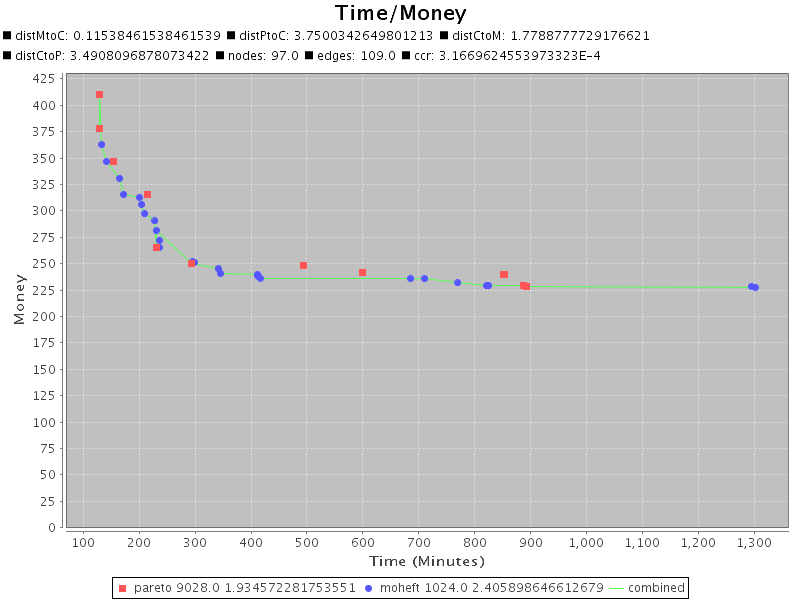 Time/Money
distMtoC: 0.11538461538461539 distPtoC: 3.7500342649801213 distCtoM: 1.7788777729176621
distCtoP: 3.4908096878073422 nodes: 97.0 edges: 109.0 ccr: 3.1669624553973323E-4
425
400
375
350
325
300
275
250
225
200
175
150
125
100
75
50
25
0
Money
100 200 300 400 500 600 700 800 900 1,000 1,100 1,200 1,300
Time (Minutes)
pareto 9028.0 1.934572281753551 moheft 1024.0 2.405898646612679 combined